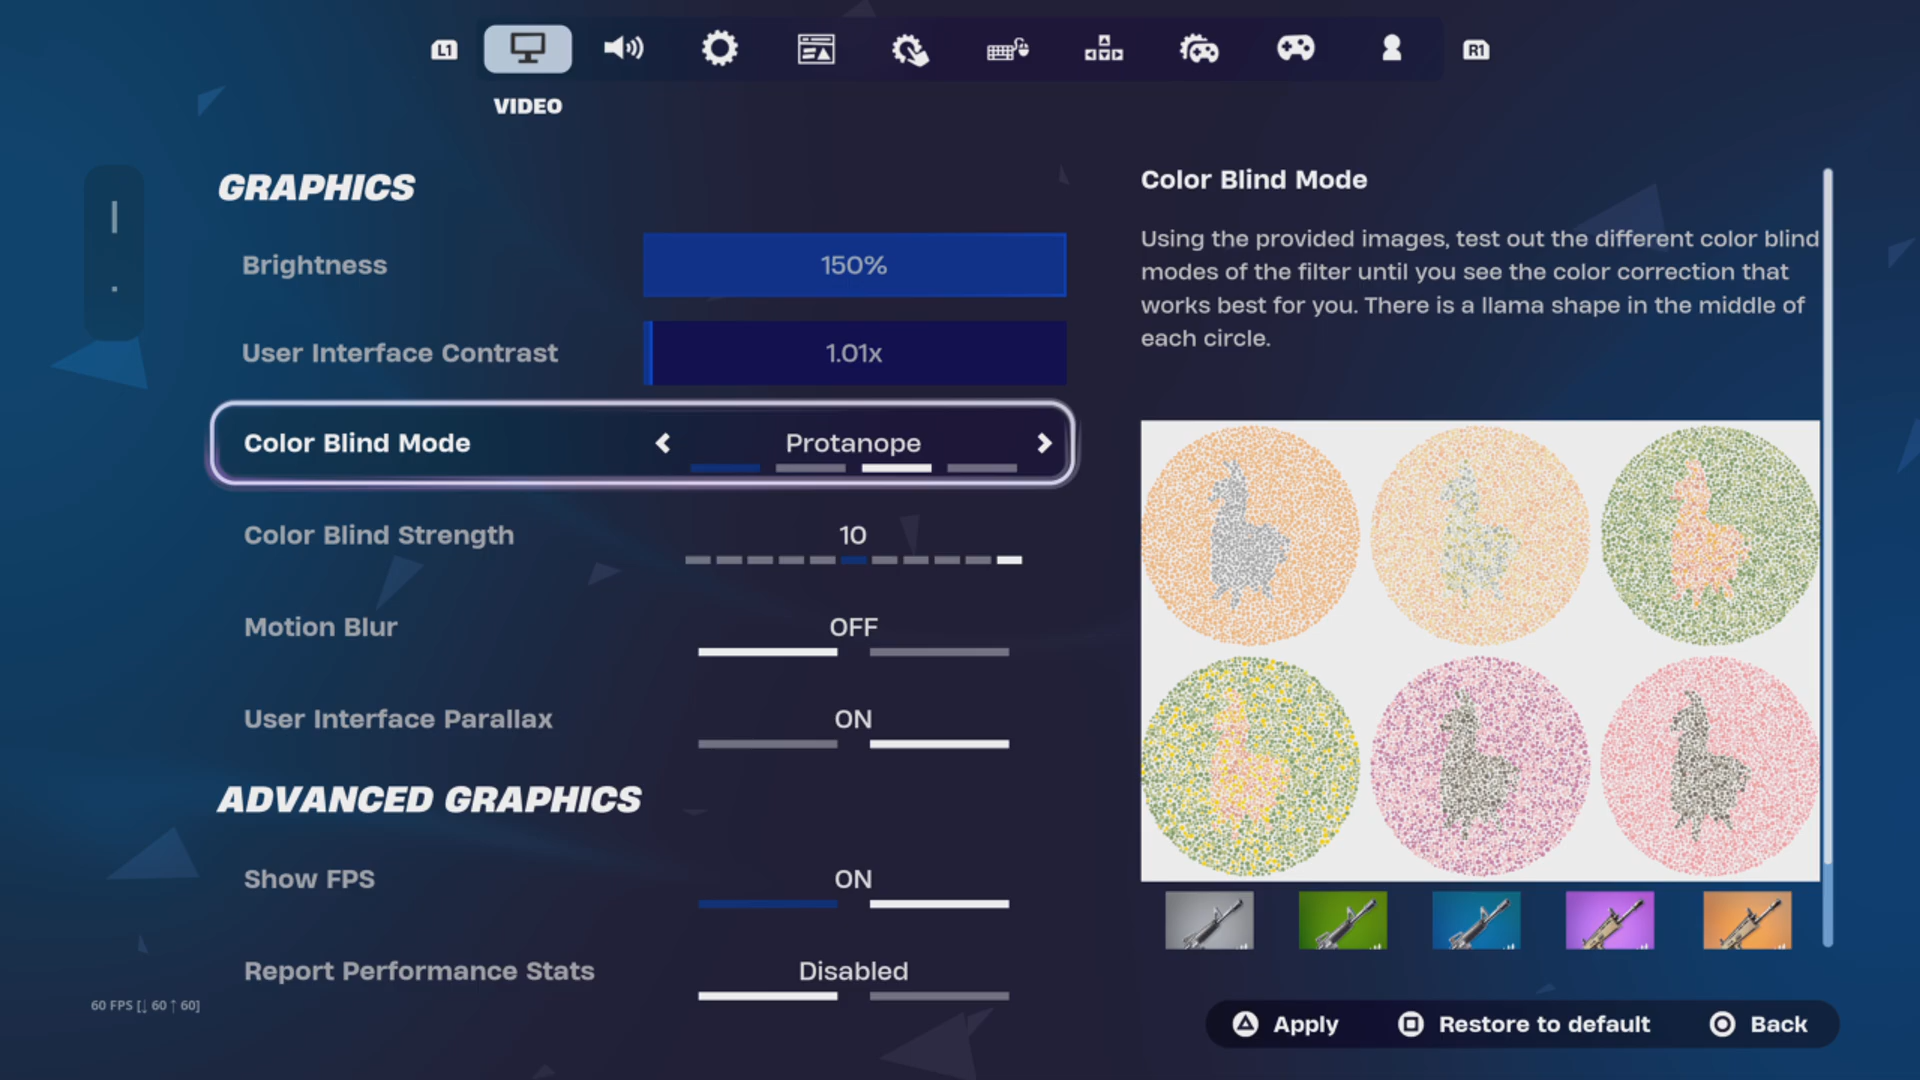 L1
R1
VIDEO
GRAPHICS
Brightness
150%
User Interface Contrast
1.01x
Color Blind Mode
Protanope
Color Blind Strength
10
Motion Blur
OFF
User Interface Parallax
ON
ADVANCED GRAPHICS
Show FPS
ON
Report Performance Stats
Disabled
Color Blind Mode
Using the provided images, test out the different color blind
modes of the filter until you see the color correction that
works best for you. There is a llama shape in the middle of
each circle.
60 FPS [↓ 60 ↑ 60]
Apply
Restore to default
Back